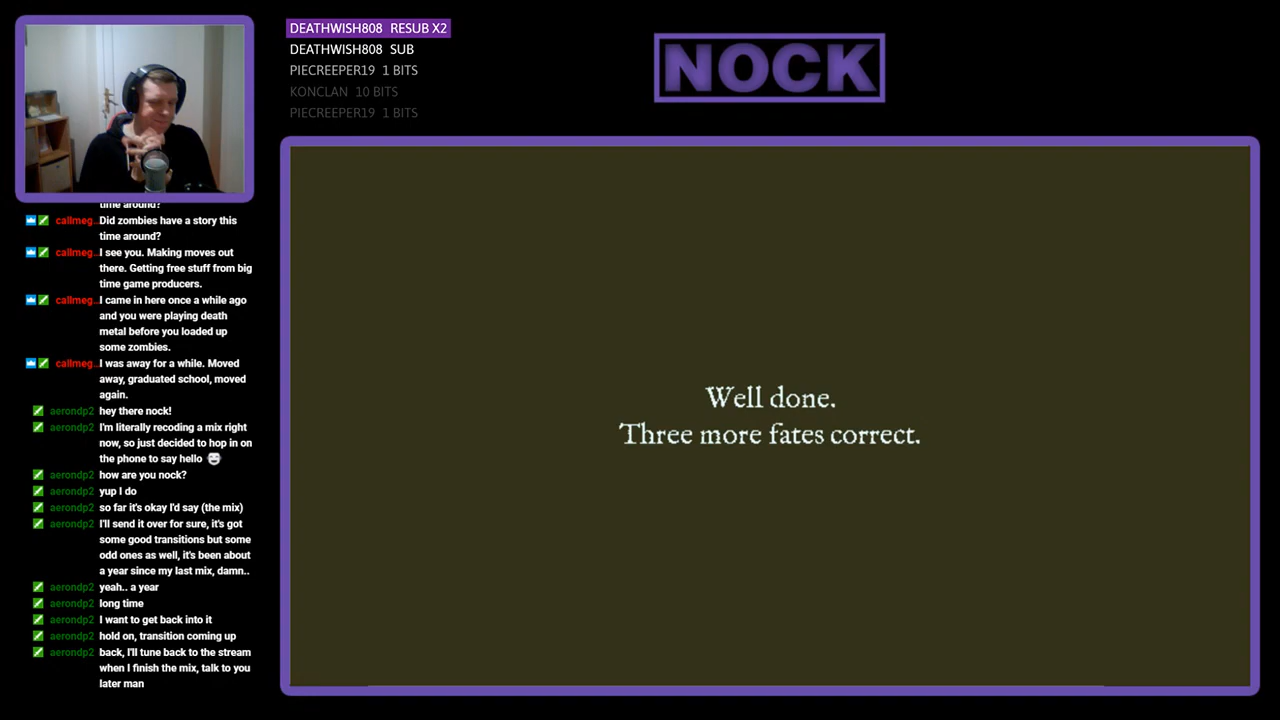 DEATHWISH808 RESUB X2
DEATHWISH808 SUB
PIECREEPER19 1 BITS
KONCLAN 10 BITS
PIECREEPER19 1 BITS
NOCK
time around?
callmeg...Did zombies have a story this
time around?
callmeg...I see you. Making moves out
there. Getting free stuff from big
time game producers.
callmeg...I came in here once a while ago
and you were playing death
metal before you loaded up
some zombies.
callmeg...I was away for a while. Moved
away, graduated school, moved
again.
aerondp2 hey there nock!
aerondp2 I'm literally recoding a mix right
now, so just decided to hop in on
the phone to say hello
aerondp2 how are you nock?
aerondp2 yup I do
aerondp2 so far it's okay I'd say (the mix)
aerondp2 I'll send it over for sure, it's got
some good transitions but some
odd ones as well, it's been about
a year since my last mix, damn..
aerondp2 yeah.. a year
aerondp2 long time
aerondp2 I want to get back into it
aerondp2 hold on, transition coming up
aerondp2 back, I'll tune back to the stream
when I finish the mix, talk to you
later man
Well done.
Three more fates correct.